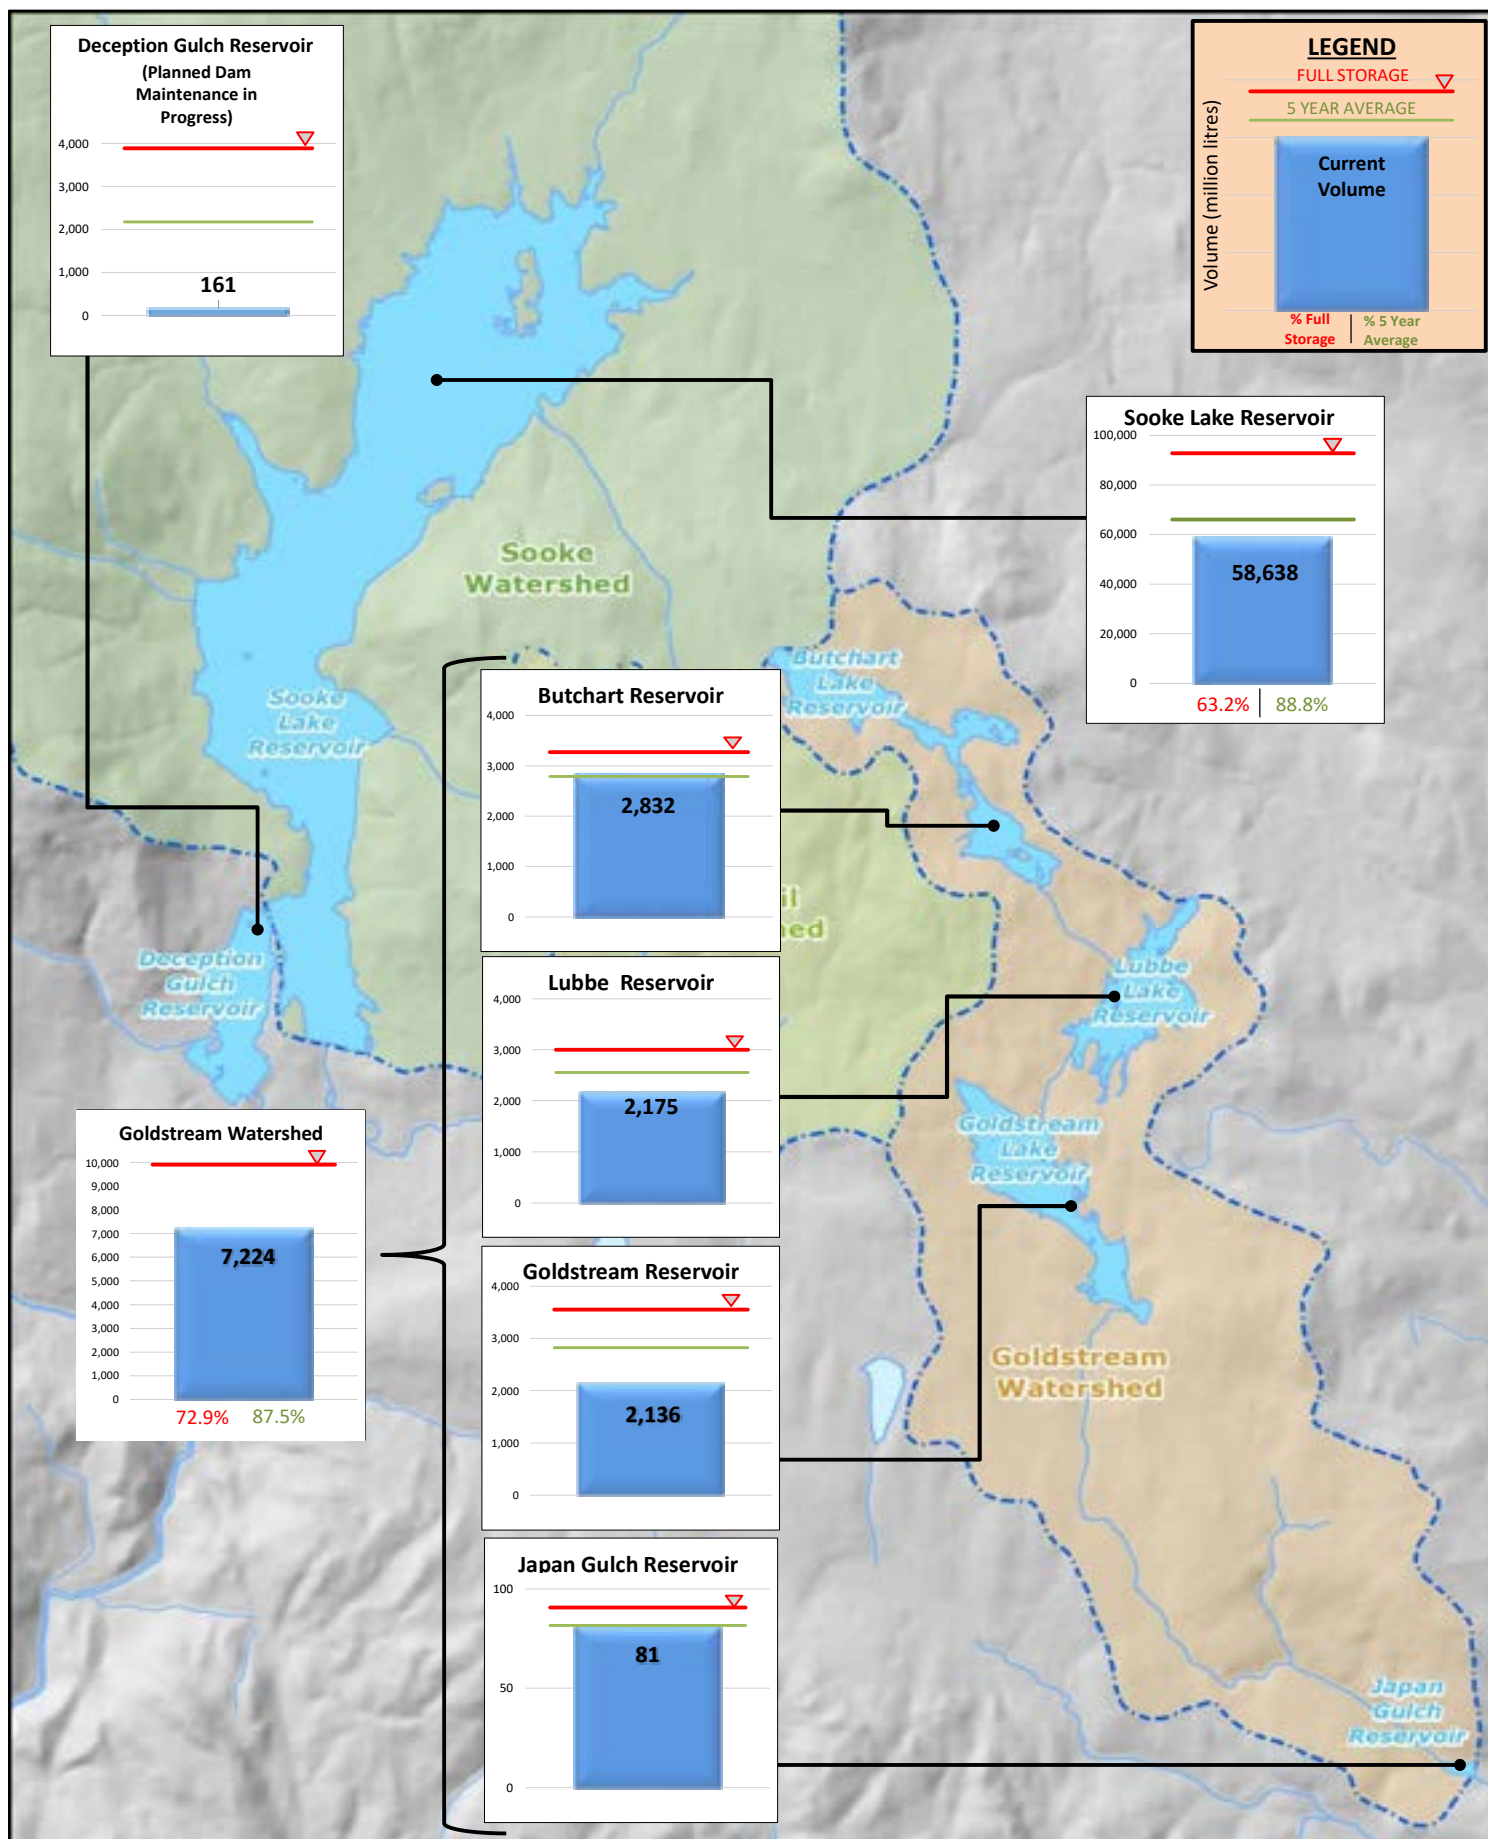 Deception Gulch Reservoir
(Planned Dam
Maintenance in
Progress)
4,000
3,000
2,000
1,000
0
161
LEGEND
FULL STORAGE
5 YEAR AVERAGE
Current
Volume
Volume (million litres)
% Full
Storage
% 5 Year
Average
Sooke Lake Reservoir
100,000
80,000
60,000
40,000
20,000
0
58,638
63.2%
88.8%
Sooke
Watershed
Sooke
Lake
Reservoir
Butchart
Lake
Reservoir
Butchart Reservoir
4,000
3,000
2,000
1,000
0
2,832
il
ed
Deception
Gulch
Reservoir
Lubbe
Lake
Reservoir
Lubbe Reservoir
4,000
3,000
2,000
1,000
0
2,175
Goldstream
Lake
Reservoir
Goldstream Watershed
10,000
9,000
8,000
7,000
6,000
5,000
4,000
3,000
2,000
1,000
0
7,224
72.9%
87.5%
Goldstream Reservoir
4,000
3,000
2,000
1,000
0
2,136
Goldstream
Watershed
Japan Gulch Reservoir
100
50
0
81
Japan
Gulch
Reservoir